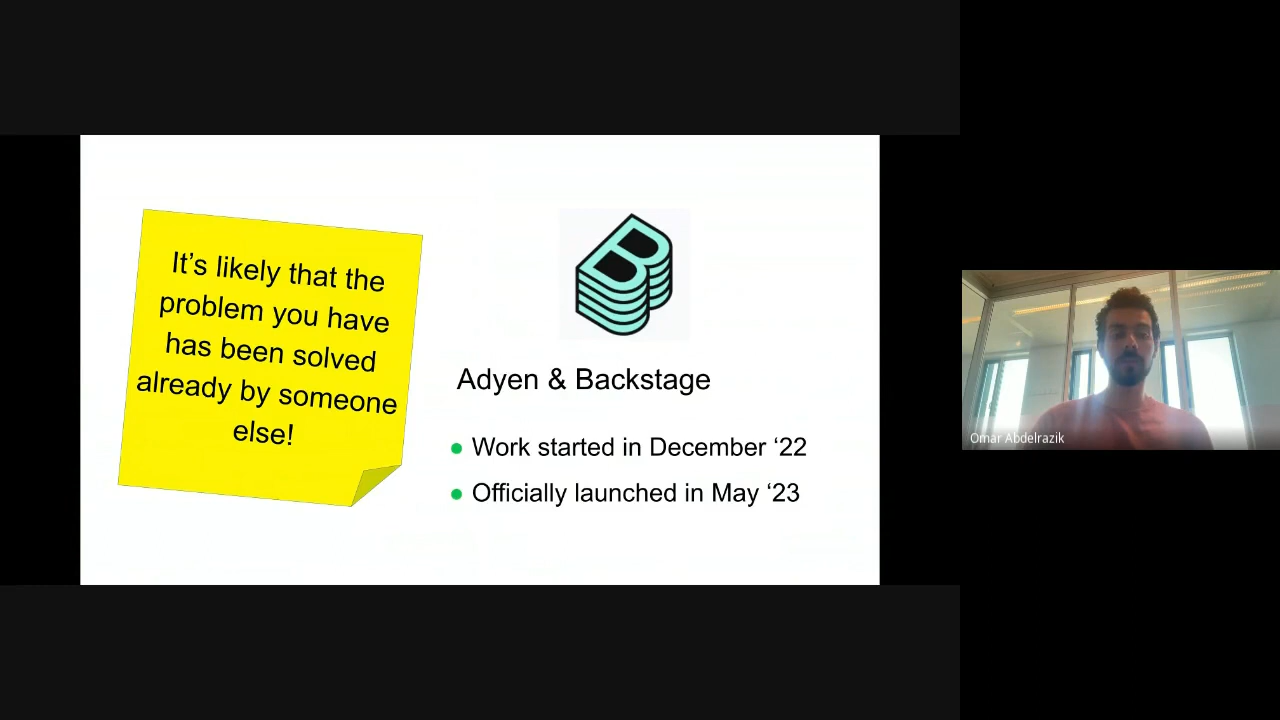 It’s likely that the
problem you have
has been solved
already by someone
else!
Adyen & Backstage
Work started in December ‘22
Officially launched in May ‘23
Omar Abdelrazik